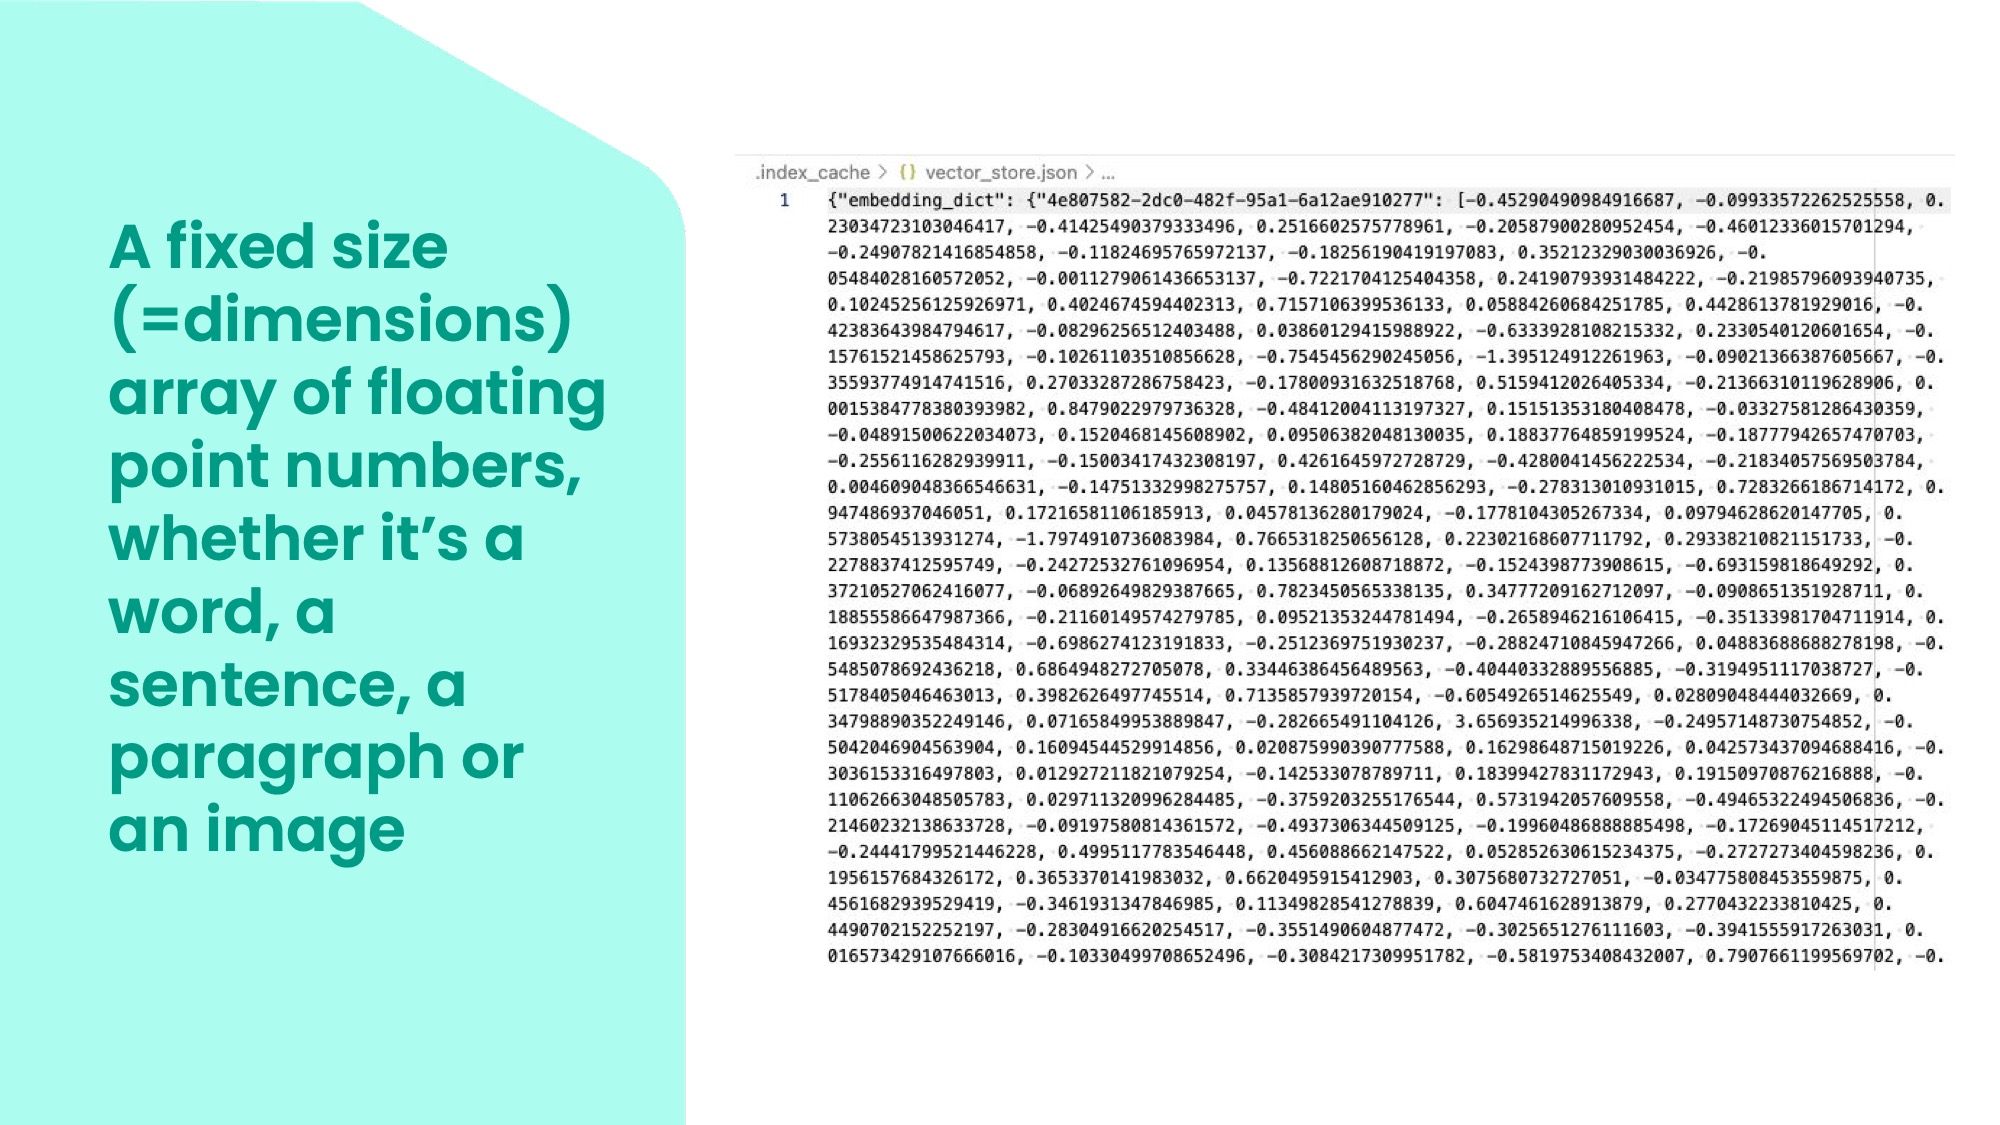 A fixed size
(=dimensions)
array of floating
point numbers,
whether it’s a
word, a
sentence, a
paragraph or
an image
.index_cache > {} vector_store.json > ...
1 {"embedding_dict": {"4e807582-2dc0-482f-95a1-6a12ae910277": [-0.45290490984916687, -0.09933572262525558, 0.
23034723103046417, -0.41425490379333496, 0.2516602575778961, -0.20587900280952454, -0.46012336015701294,
-0.24907821416854858, -0.11824695765972137, -0.18256190419197083, 0.35212329030036926, -0.
05484028160572052, -0.0011279061436653137, -0.7221704125404358, 0.241907939314842​22, -0.21985796093940735,
0.10245256125926971, 0.4024674594402313, 0.7157106399536133, 0.05884260684251785, 0.4428613781929016, -0.
42383643984794617, -0.08296256512403488, 0.03860129415988922, -0.6333928108215332, 0.2330540120601654, -0.
15761521458625793, -0.10261103510856628, -0.7545456290245056, -1.395124912261963, -0.09021366387605667, -0.
35593774914741516, 0.27033287286758423, -0.17800931632518768, 0.5159412026405334, -0.21366310119628906, 0.
0015384778380393982, 0.8479022979736328, -0.48412004113197327, 0.15151353180408478, -0.033275812864303​59,
-0.04891500622034073, 0.1520468145608902, 0.09506382048130035, 0.18837764859199524, -0.18777942657470703,
-0.2556116282939911, -0.15003417432308197, 0.4261645972728729, -0.4280041456222534, -0.21834057569503784,
0.004609048366546631, -0.14751332998275757, 0.14805160462856293, -0.278313010931015, 0.7283266186714172, 0.
947486937046051, 0.17216581106185913, 0.04578136280179024, -0.1778104305267334, 0.09794628620147705, 0.
5738054513931274, -1.7974910736083984, 0.7665318250656128, 0.22302168607711792, 0.29338210821151733, -0.
2278837412595749, -0.24272532761096954, 0.13568812608718872, -0.1524398773908615, -0.693159818649292, 0.
37210527062416077, -0.06892649829387665, 0.7823450565338135, 0.347777209162712097, -0.0908651351928711, 0.
18855586647987366, -0.21160149574279785, 0.095213353244781494, -0.2658946216106415, -0.351339817047119​14, 0.
16932329535484314, -0.6986274123191833, -0.2512369751930237, -0.28824710845947266, 0.04883688688278198, -0.
5485078692436218, 0.6864948272705078, 0.33446386456489563, -0.40440332889556885, -0.3194951117038727, -0.
5178405046463013, 0.3982626497745514, 0.7135857939720154, -0.6054926514625549, 0.028090484440326​69, 0.
34798890352249146, 0.07165849953889847, -0.282665491104126, 3.656935214996338, -0.24957148730754852, -0.
5042046904563904, 0.16094544529914856, 0.020875990390777588, 0.16298648715019226, 0.042573437094688416, -0.
3036153316497803, 0.012927211821079254, -0.142533078789711, 0.18399427831172943, 0.19150970876216888, -0.
11062663048505783, 0.029711320996284485, -0.3759203255176544, 0.5731942057609558, -0.49465322494506836, -0.
21460232138633728, -0.09197580814361572, -0.4937306344509125, -0.19960486888885498, -0.17269045114517212,
-0.24441799521446228, 0.4995117783546448, 0.456088662147522, 0.052852630615234375, -0.2727273404598236, 0.
1956157684326172, 0.3653370141983032, 0.6620495915412903, 0.3075680732727051, -0.034775808453559875, 0.
4561682939529419, -0.3461931347846985, 0.11349828541278839, 0.6047461628913879, 0.2770432233810425, 0.
4490702152252197, -0.28304916620254517, -0.3551490604877472, -0.3025651276111603, -0.3941555917263031, 0.
016573429107666016, -0.10330499708652496, -0.3084217309951782, -0.5819753408432007, 0.7907661199569702, -0.